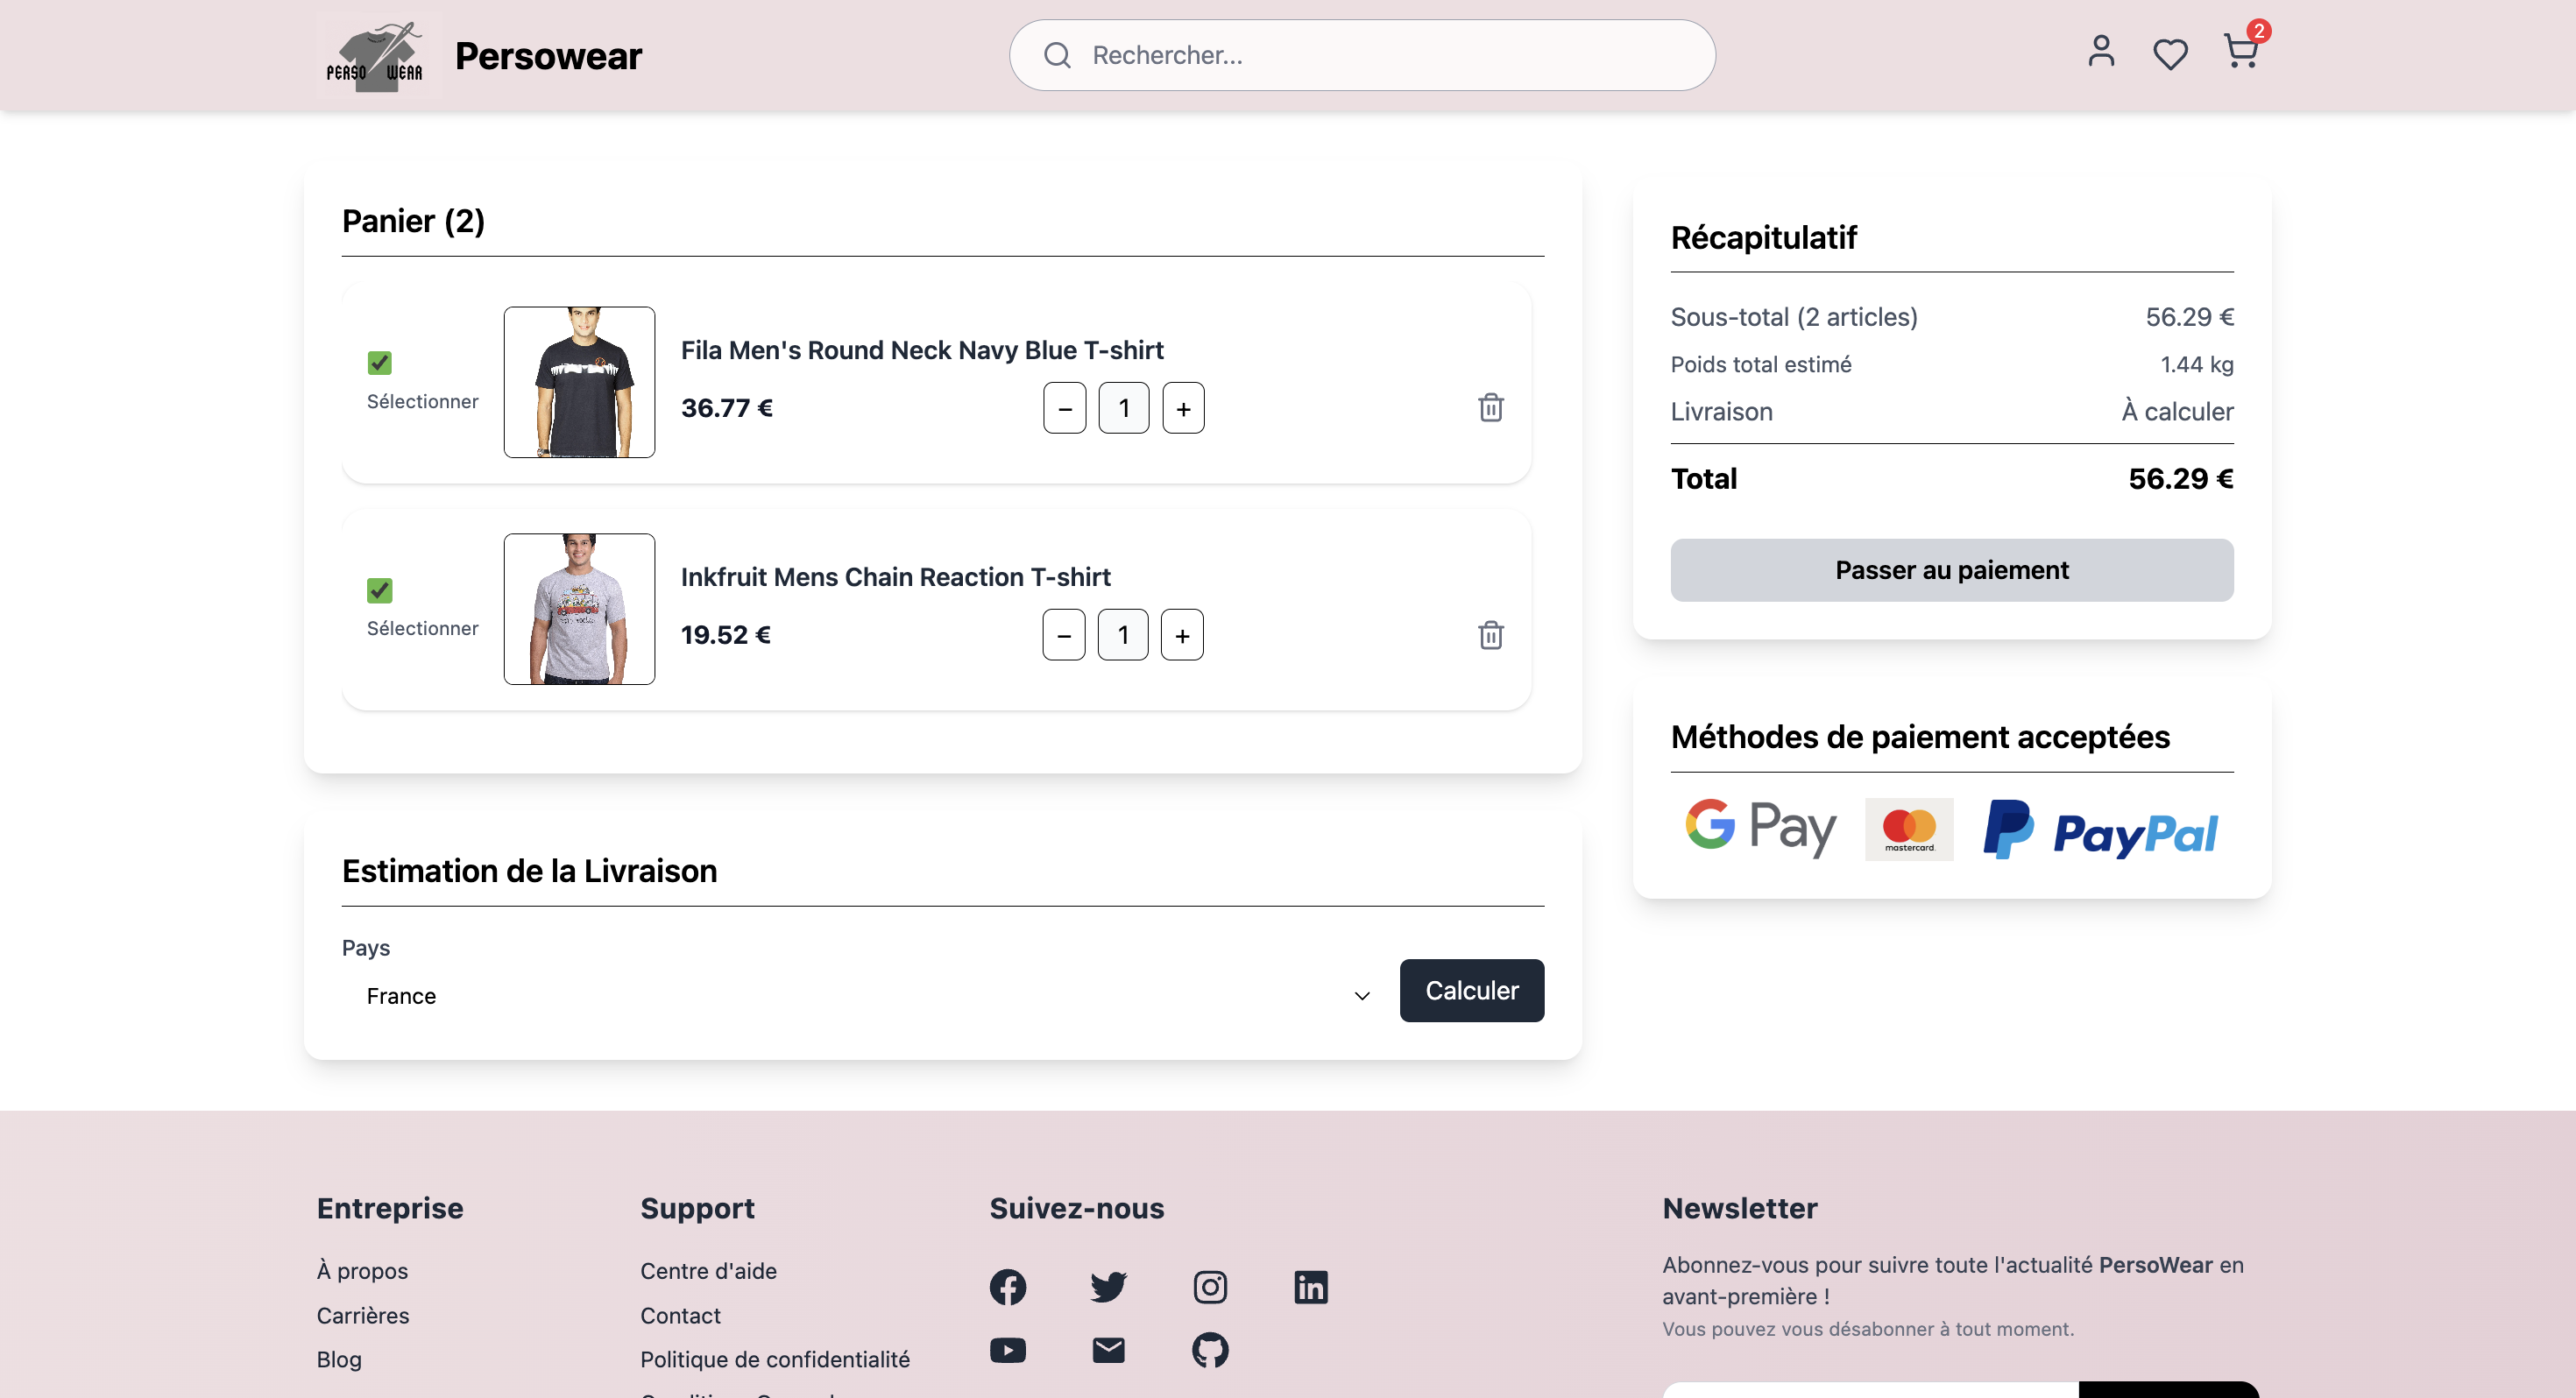 PERSO WEAR
Persowear
Rechercher...
2
Panier (2)
Sélectionner
Fila Men's Round Neck Navy Blue T-shirt
36.77 €
− 1 +
Sélectionner
Inkfruit Mens Chain Reaction T-shirt
19.52 €
− 1 +
Estimation de la Livraison
Pays
France
Calculer
Récapitulatif
Sous-total (2 articles) 56.29 €
Poids total estimé 1.44 kg
Livraison À calculer
Total 56.29 €
Passer au paiement
Méthodes de paiement acceptées
G Pay mastercard. PayPal
Entreprise
À propos
Carrières
Blog
Support
Centre d'aide
Contact
Politique de confidentialité
Suivez-nous
Newsletter
Abonnez-vous pour suivre toute l'actualité PersoWear en
avant-première !
Vous pouvez vous désabonner à tout moment.